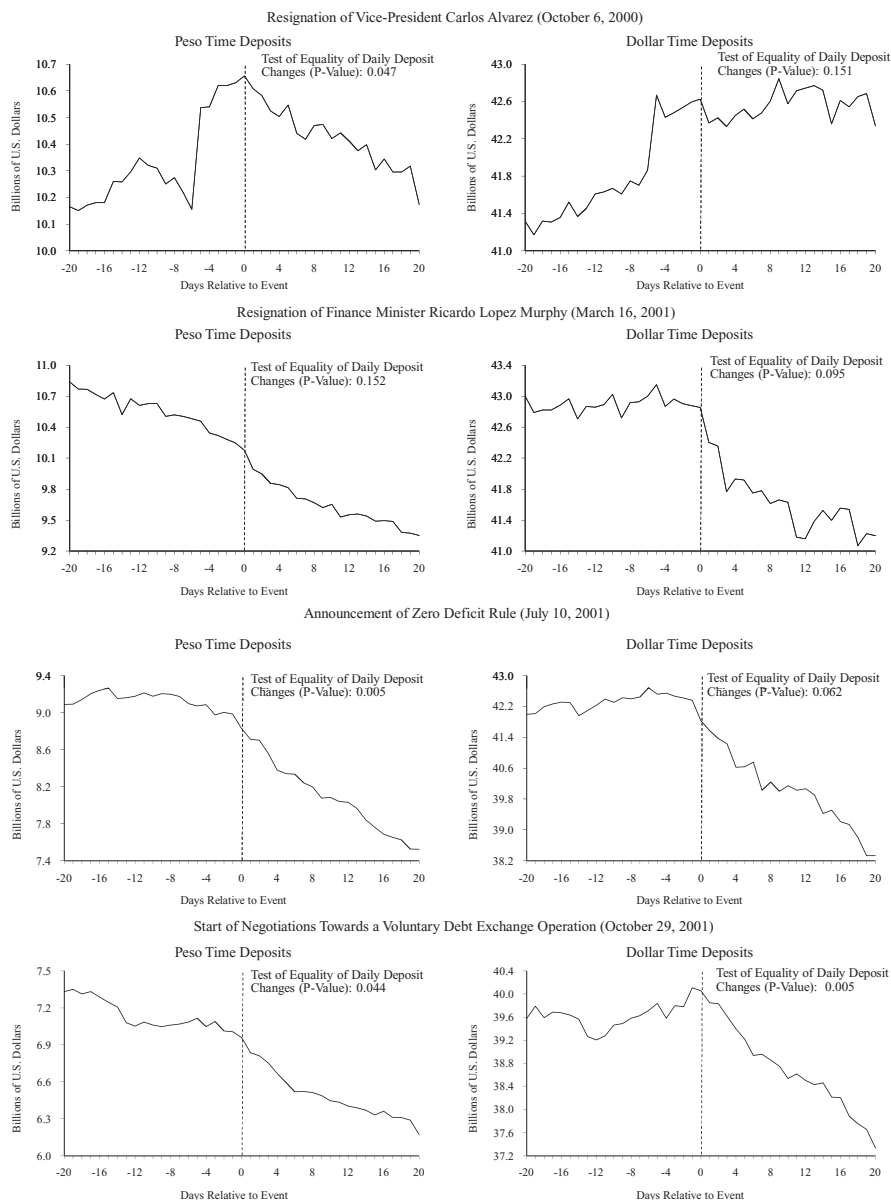 Resignation of Vice-President Carlos Alvarez (October 6, 2000)
Peso Time Deposits
Test of Equality of Daily Deposit
Changes (P-Value): 0.047
Billions of U.S. Dollars
10.7
10.6
10.5
10.4
10.3
10.2
10.1
10.0
-20 -16 -12 -8 -4 0 4 8 12 16 20
Days Relative to Event
Dollar Time Deposits
Test of Equality of Daily Deposit
Changes (P-Value): 0.151
Billions of U.S. Dollars
43.0
42.6
42.2
41.8
41.4
41.0
-20 -16 -12 -8 -4 0 4 8 12 16 20
Days Relative to Event
Resignation of Finance Minister Ricardo Lopez Murphy (March 16, 2001)
Peso Time Deposits
Test of Equality of Daily Deposit
Changes (P-Value): 0.152
Billions of U.S. Dollars
11.0
10.7
10.4
10.1
9.8
9.5
9.2
-20 -16 -12 -8 -4 0 4 8 12 16 20
Days Relative to Event
Dollar Time Deposits
Test of Equality of Daily Deposit
Changes (P-Value): 0.095
Billions of U.S. Dollars
43.4
43.0
42.6
42.2
41.8
41.4
41.0
-20 -16 -12 -8 -4 0 4 8 12 16 20
Days Relative to Event
Announcement of Zero Deficit Rule (July 10, 2001)
Peso Time Deposits
Test of Equality of Daily Deposit
Changes (P-Value): 0.005
Billions of U.S. Dollars
9.4
9.0
8.6
8.2
7.8
7.4
-20 -16 -12 -8 -4 0 4 8 12 16 20
Days Relative to Event
Dollar Time Deposits
Test of Equality of Daily Deposit
Changes (P-Value): 0.062
Billions of U.S. Dollars
43.0
42.2
41.4
40.6
39.8
39.0
38.2
-20 -16 -12 -8 -4 0 4 8 12 16 20
Days Relative to Event
Start of Negotiations Towards a Voluntary Debt Exchange Operation (October 29, 2001)
Peso Time Deposits
Test of Equality of Daily Deposit
Changes (P-Value): 0.044
Billions of U.S. Dollars
7.5
7.2
6.9
6.6
6.3
6.0
-20 -16 -12 -8 -4 0 4 8 12 16 20
Days Relative to Event
Dollar Time Deposits
Test of Equality of Daily Deposit
Changes (P-Value): 0.005
Billions of U.S. Dollars
40.4
40.0
39.6
39.2
38.8
38.4
38.0
37.6
37.2
-20 -16 -12 -8 -4 0 4 8 12 16 20
Days Relative to Event